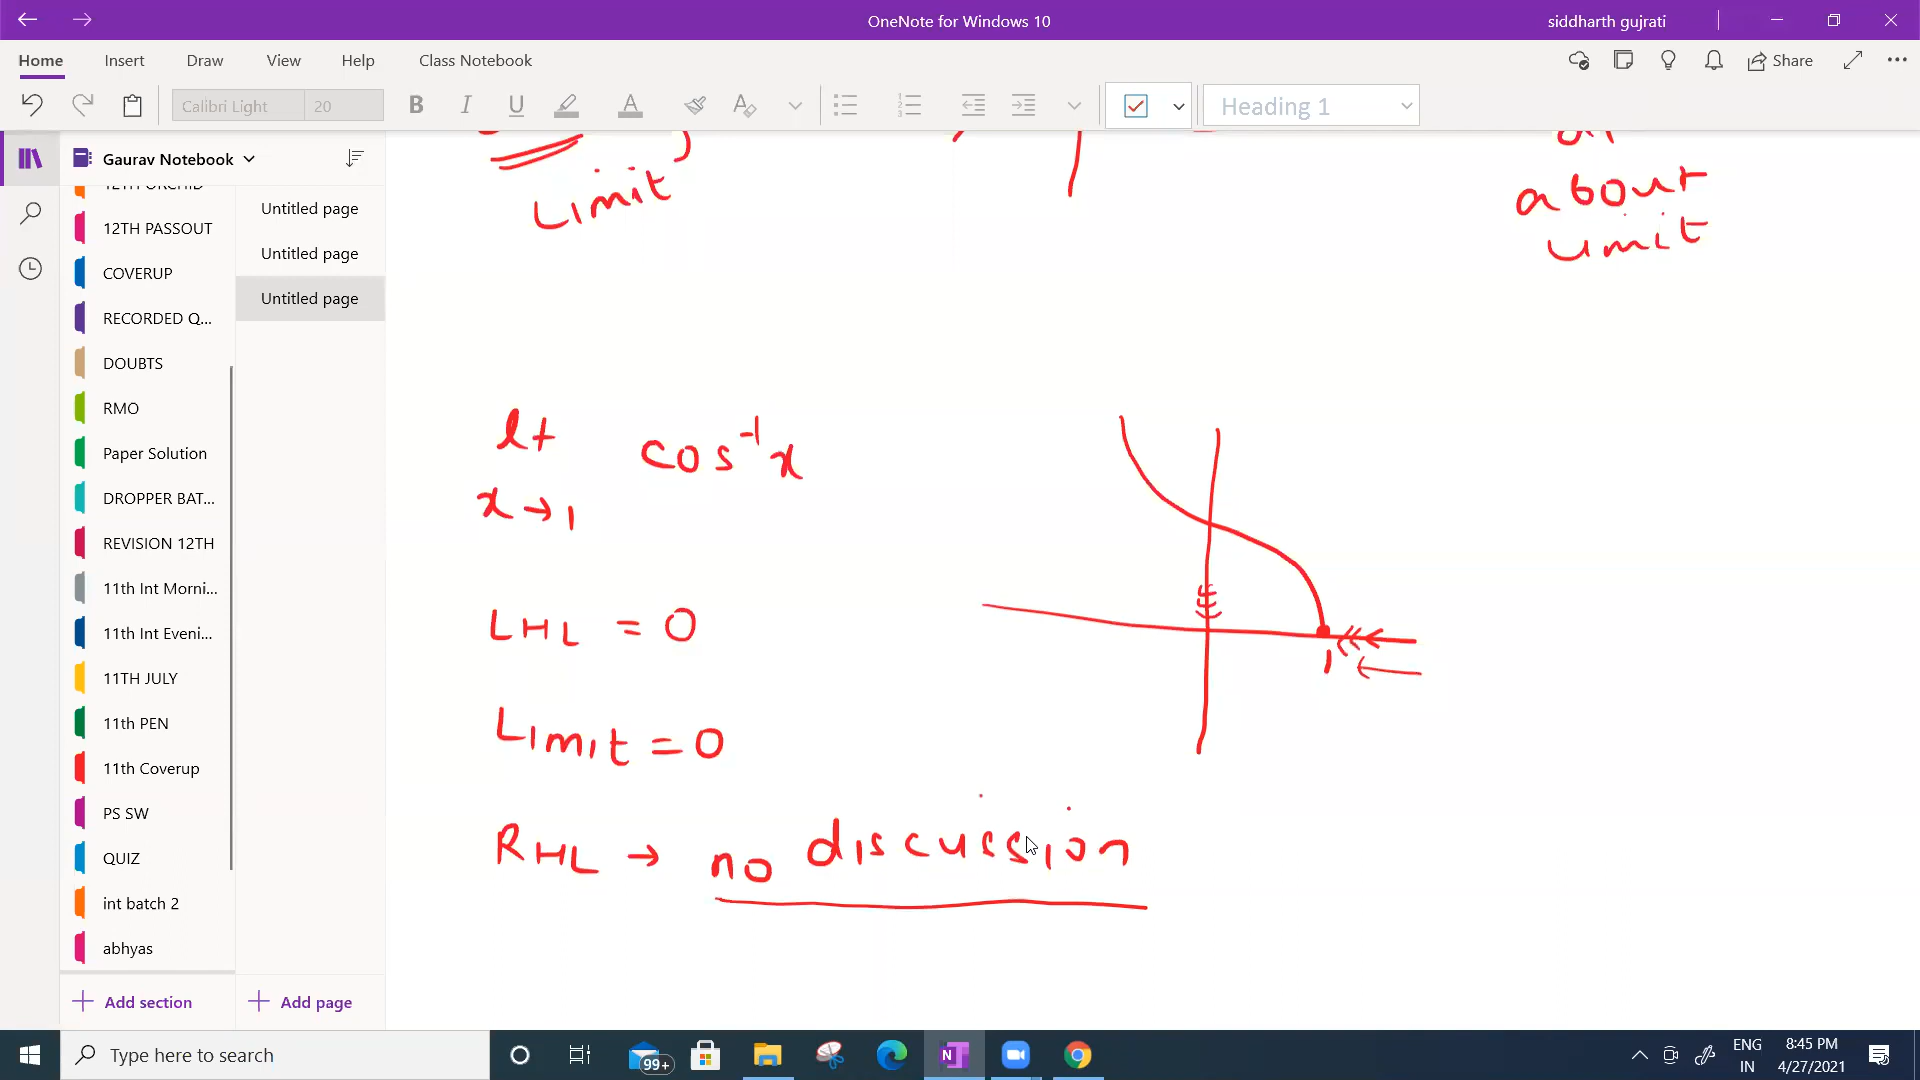 OneNote for Windows 10
siddharth gujrati
Home Insert Draw View Help Class Notebook
Share
Calibri Light 20
B I U A
Heading 1
Gaurav Notebook
12TH ORCHID
12TH PASSOUT
COVERUP
RECORDED Q...
DOUBTS
RMO
Paper Solution
DROPPER BAT...
REVISION 12TH
11th Int Morni...
11th Int Eveni...
11TH JULY
11th PEN
11th Coverup
PS SW
QUIZ
int batch 2
abhyas
Add section
Untitled page
Untitled page
Untitled page
Add page
Limit
about
limit
lt cos⁻¹x
x→1
LHL = 0
Limit = 0
RHL → no discussion
1
Type here to search
99+
N
ENG
IN
8:45 PM
4/27/2021